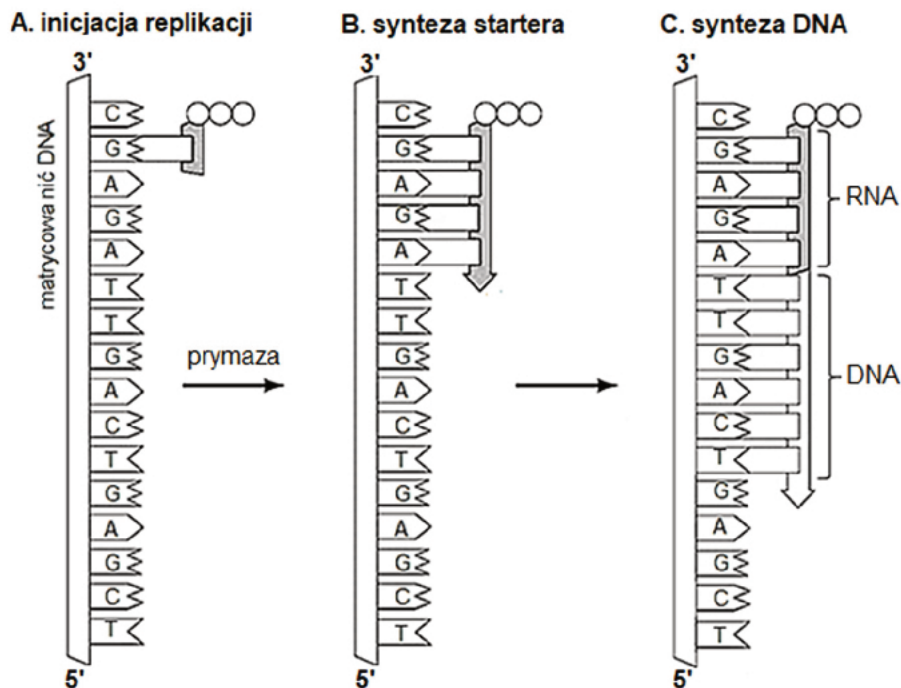 A. inicjacja replikacji
B. synteza startera
C. synteza DNA
3'
matrycowa nić DNA
C
G
A
G
A
T
T
G
A
C
T
G
A
G
C
T
5'
prymaza
3'
C
G
A
G
A
T
T
G
A
C
T
G
A
G
C
T
5'
3'
C
G
A
G
A
T
T
G
A
C
T
G
A
G
C
T
5'
RNA
DNA